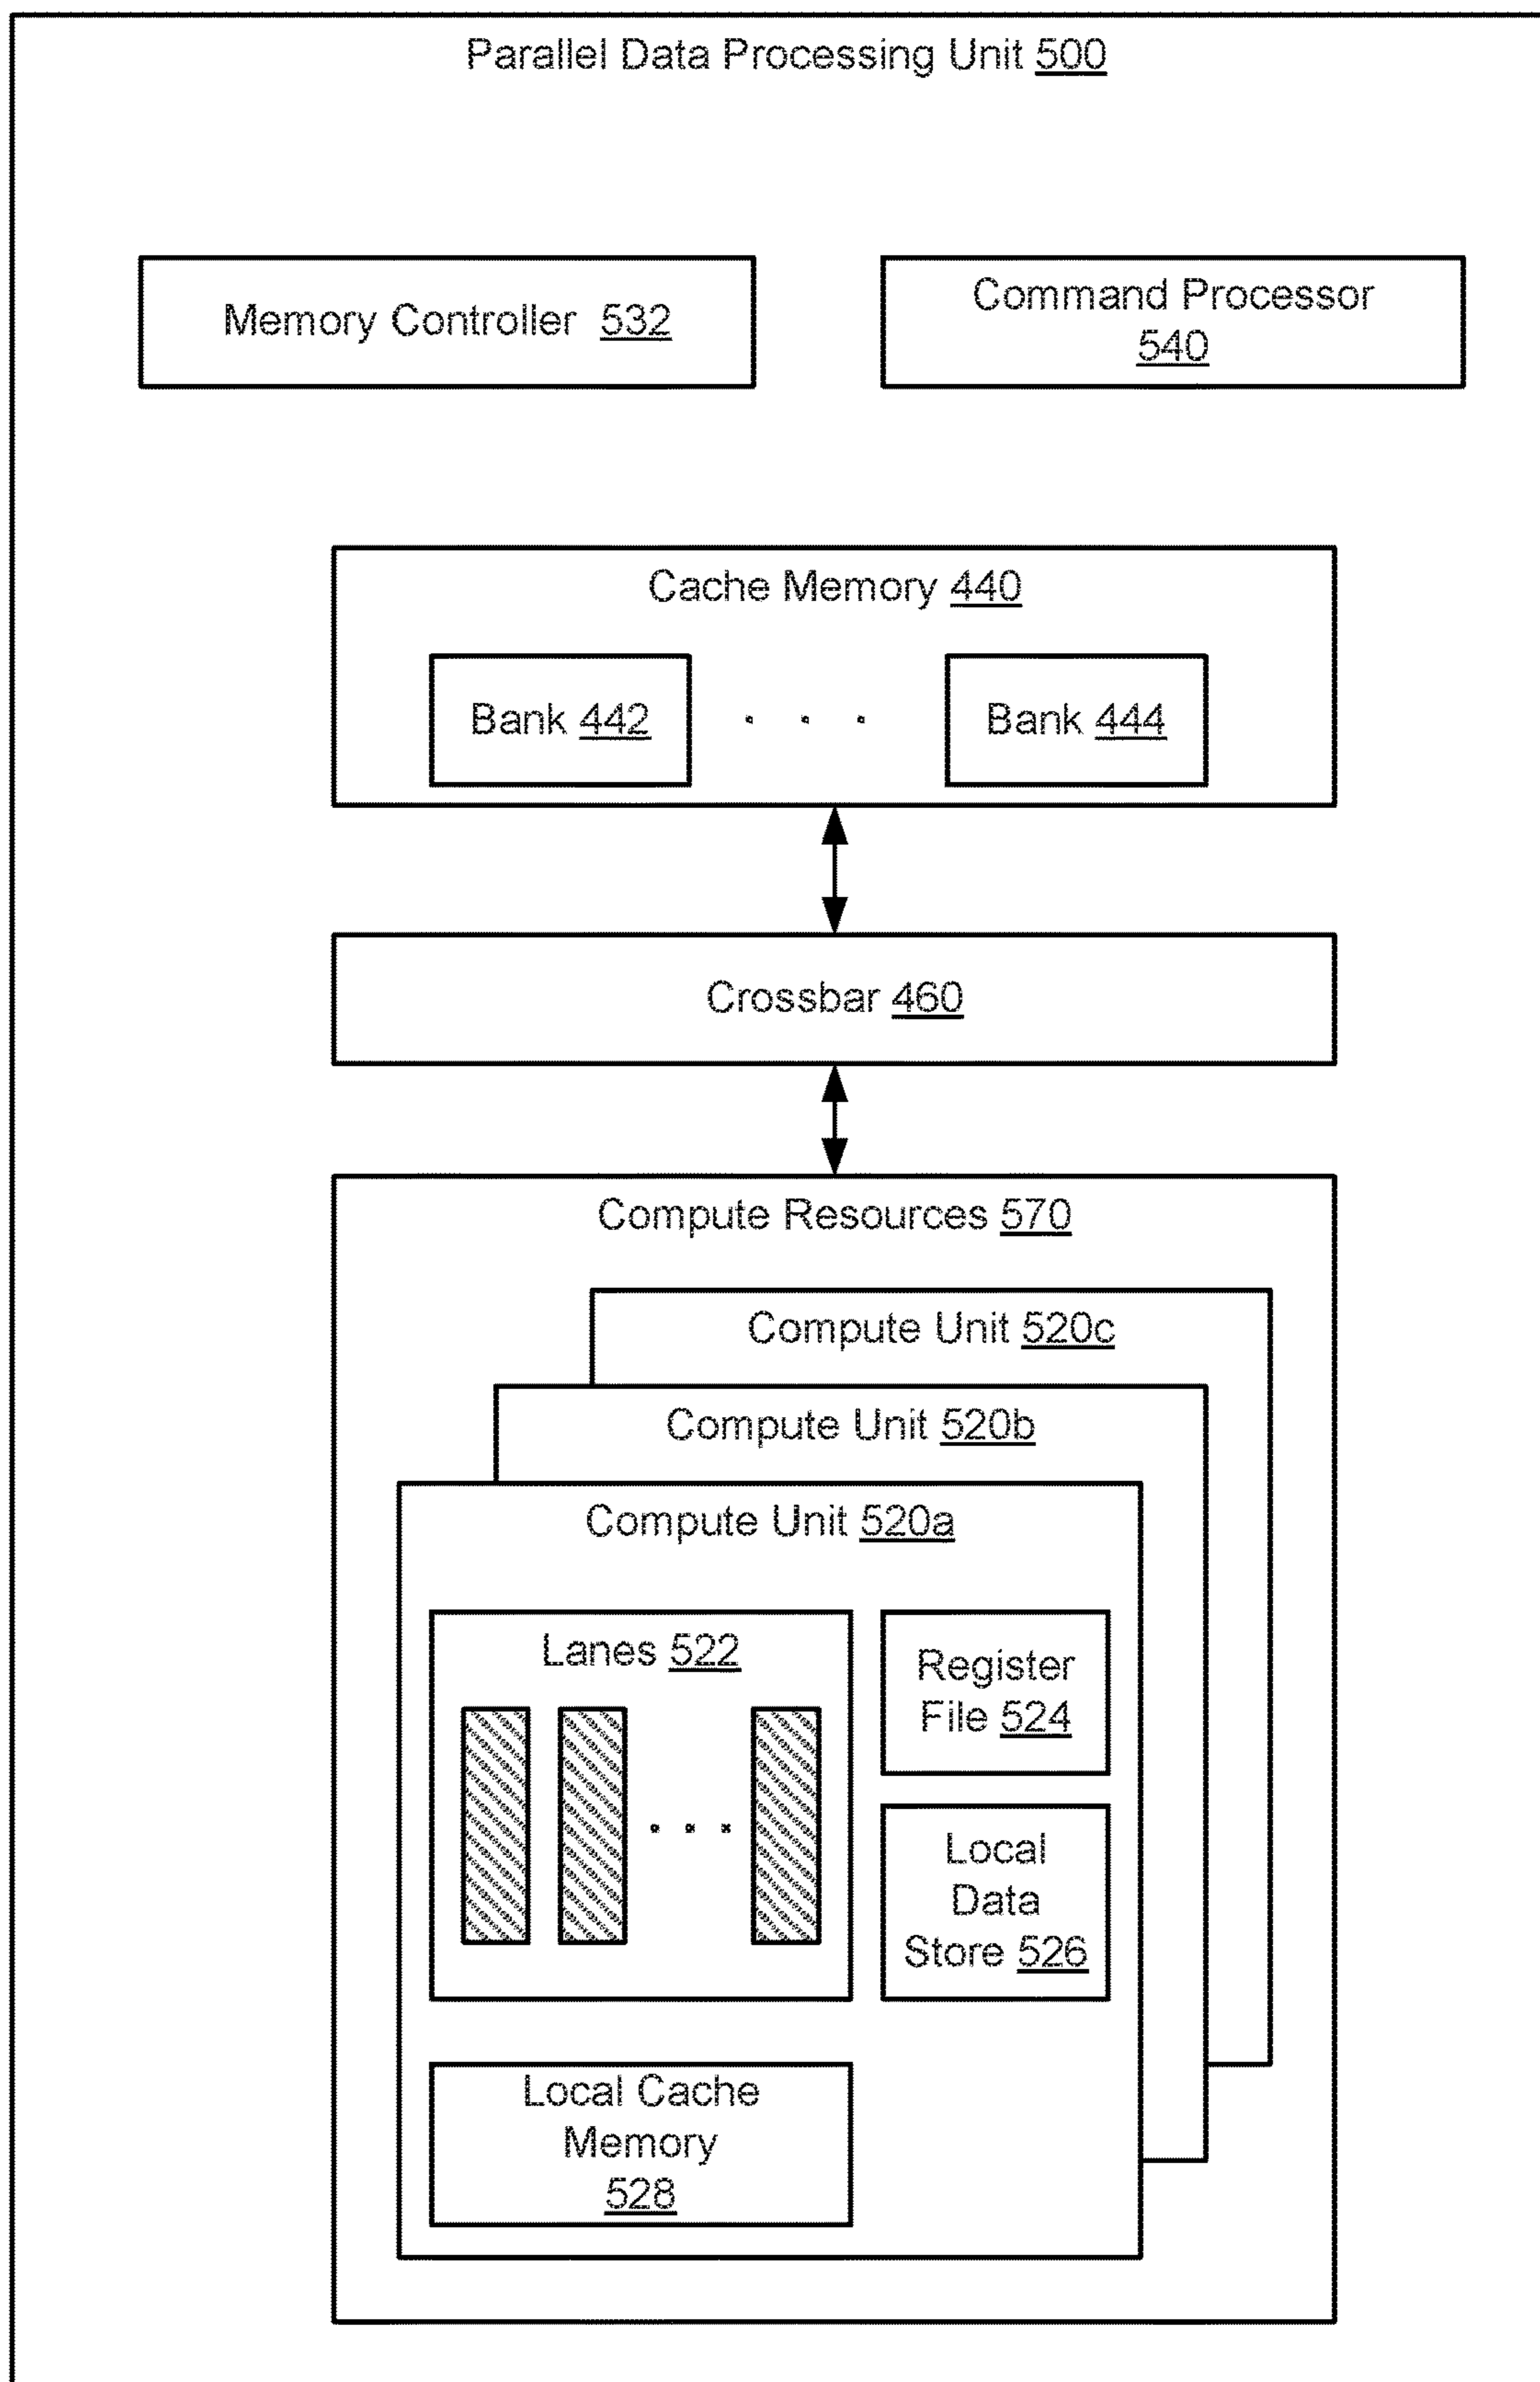 Parallel Data Processing Unit 500
Memory Controller 532
Command Processor
540
Cache Memory 440
Bank 442
. . .
Bank 444
Crossbar 460
Compute Resources 570
Compute Unit 520c
Compute Unit 520b
Compute Unit 520a
Lanes 522
. . .
Register
File 524
Local
Data
Store 526
Local Cache
Memory
528